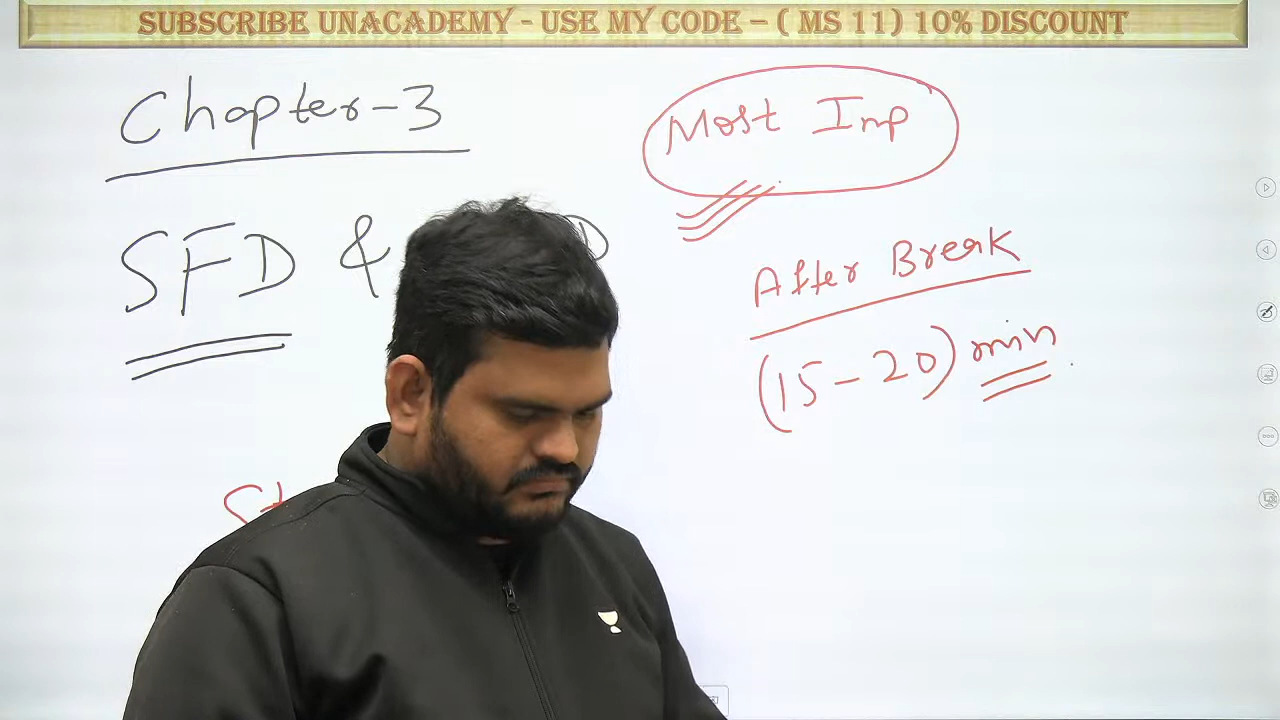 SUBSCRIBE UNACADEMY - USE MY CODE – ( MS 11) 10% DISCOUNT
Chapter-3
Most Imp
SFD &
After Break
(15-20) min